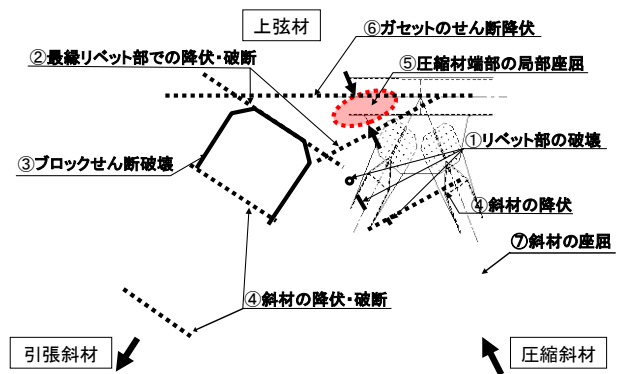 上弦材
⑥ガセットのせん断降伏
②最縁リベット部での降伏・破断
⑤圧縮材端部の局部座屈
①リベット部の破壊
③ブロックせん断破壊
④斜材の降伏
⑦斜材の座屈
④斜材の降伏・破断
引張斜材
圧縮斜材